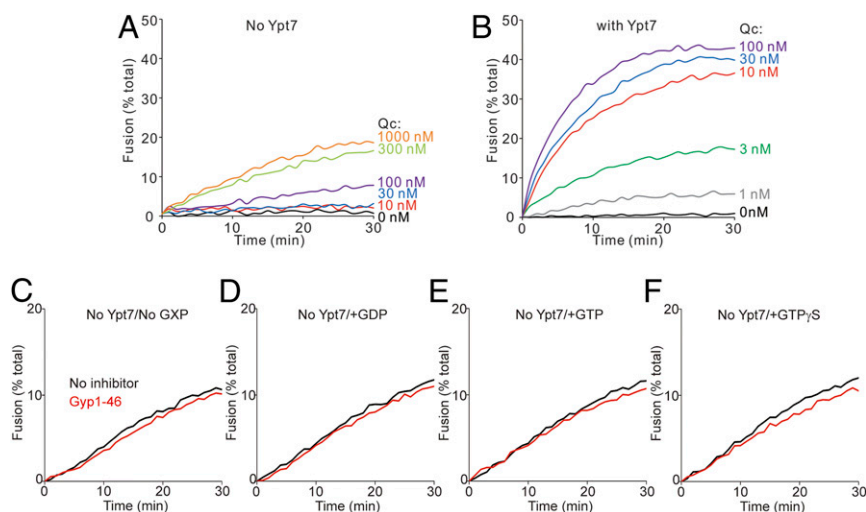 A
No Ypt7
Fusion (% total)
50
40
30
20
10
0
0
10
20
30
Time (min)
Qc:
1000 nM
300 nM
100 nM
30 nM
10 nM
0 nM
B
with Ypt7
Fusion (% total)
50
40
30
20
10
0
0
10
20
30
Time (min)
Qc:
100 nM
30 nM
10 nM
3 nM
1 nM
0nM
C
No Ypt7/No GXP
Fusion (% total)
20
10
0
0
10
20
30
Time (min)
No inhibitor
Gyp1-46
D
No Ypt7/+GDP
Fusion (% total)
20
10
0
0
10
20
30
Time (min)
E
No Ypt7/+GTP
Fusion (% total)
20
10
0
0
10
20
30
Time (min)
F
No Ypt7/+GTPγS
Fusion (% total)
20
10
0
0
10
20
30
Time (min)